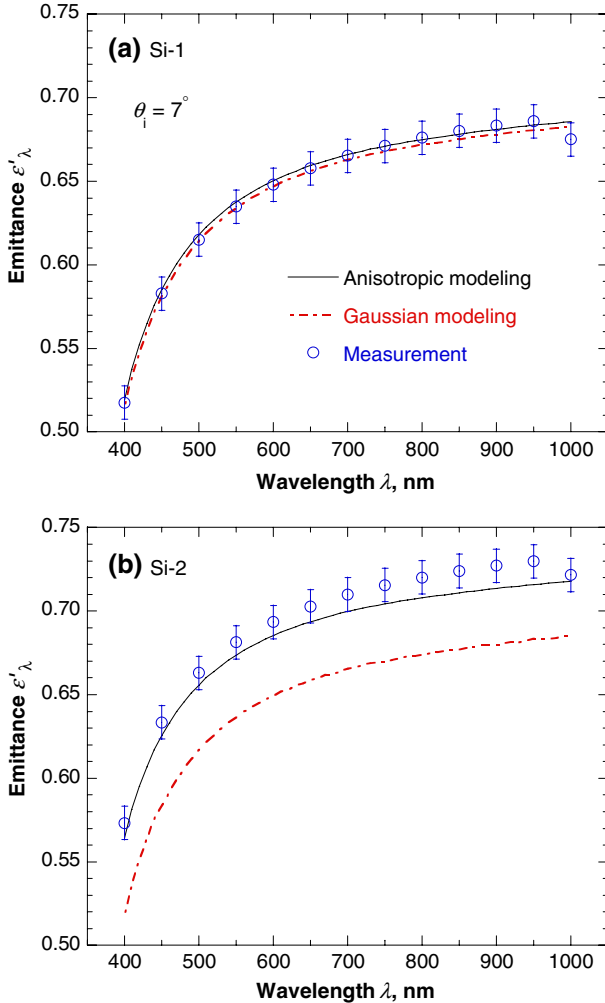 0.75
(a) Si-1
θi = 7°
0.70
0.65
0.60
0.55
0.50
Emittance ε′λ
Anisotropic modeling
Gaussian modeling
Measurement
400 500 600 700 800 900 1000
Wavelength λ, nm
0.75
(b) Si-2
0.70
0.65
0.60
0.55
0.50
Emittance ε′λ
400 500 600 700 800 900 1000
Wavelength λ, nm